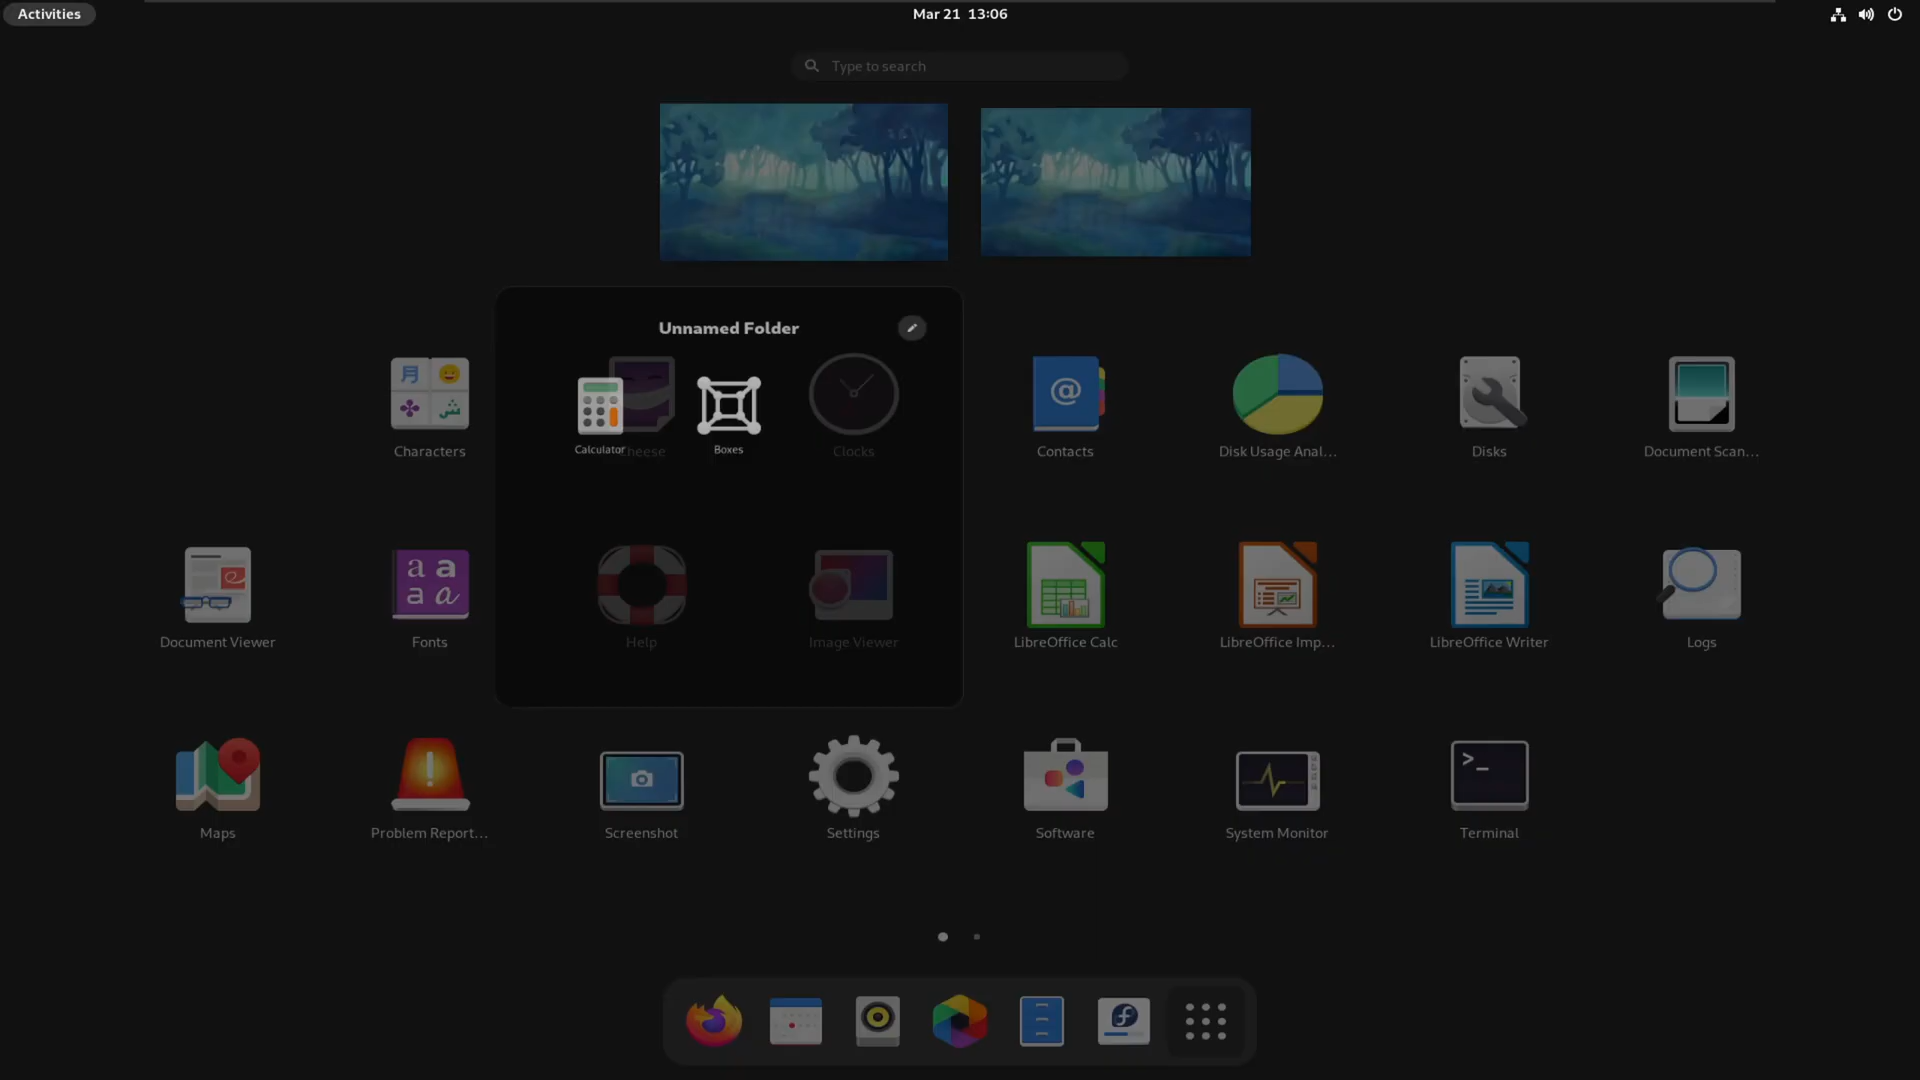 Activities
Mar 21 13:06
Type to search
Unnamed Folder
Characters
Calculator
Cheese
Boxes
Clocks
Contacts
Disk Usage Anal...
Disks
Document Scan...
Document Viewer
Fonts
Help
Image Viewer
LibreOffice Calc
LibreOffice Imp...
LibreOffice Writer
Logs
Maps
Problem Report...
Screenshot
Settings
Software
System Monitor
Terminal